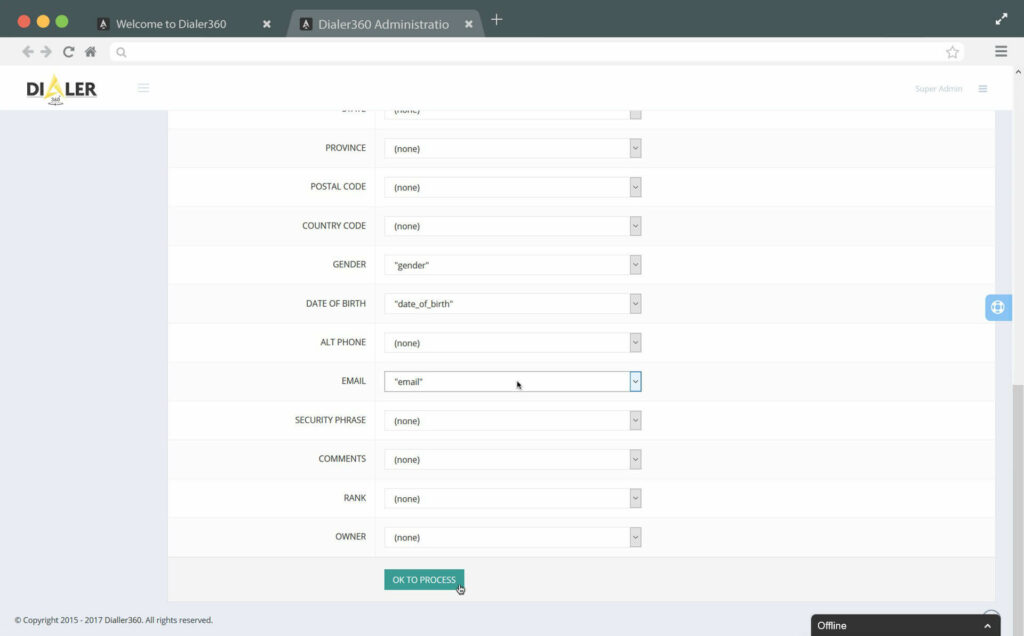 Welcome to Dialer360
Dialer360 Administratio
DIALER
360
Super Admin
(none)
PROVINCE (none)
POSTAL CODE (none)
COUNTRY CODE (none)
GENDER "gender"
DATE OF BIRTH "date_of_birth"
ALT PHONE (none)
EMAIL "email"
SECURITY PHRASE (none)
COMMENTS (none)
RANK (none)
OWNER (none)
OK TO PROCESS
© Copyright 2015 - 2017 Dialler360. All rights reserved.
Offline